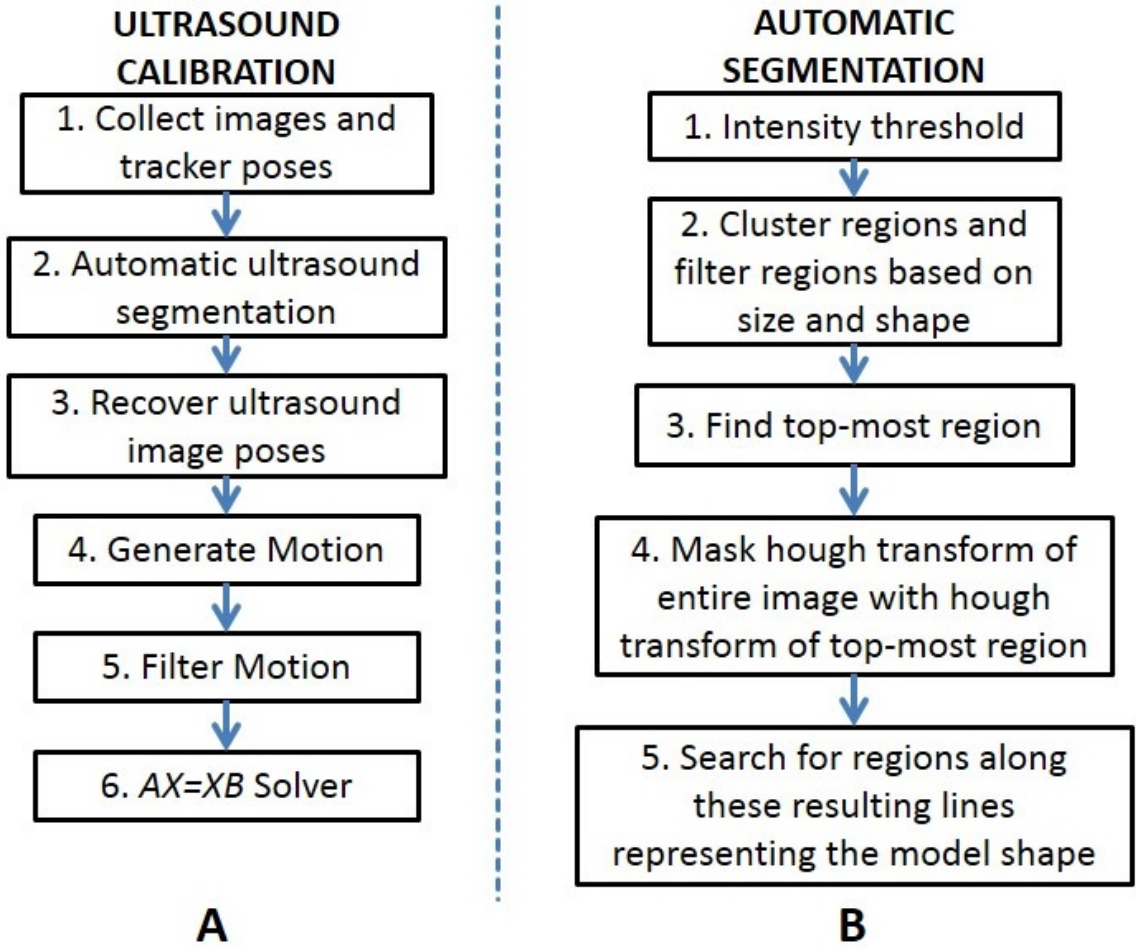 ULTRASOUND
CALIBRATION
1. Collect images and
tracker poses
2. Automatic ultrasound
segmentation
3. Recover ultrasound
image poses
4. Generate Motion
5. Filter Motion
6. AX=XB Solver
A
AUTOMATIC
SEGMENTATION
1. Intensity threshold
2. Cluster regions and
filter regions based on
size and shape
3. Find top-most region
4. Mask hough transform of
entire image with hough
transform of top-most region
5. Search for regions along
these resulting lines
representing the model shape
B